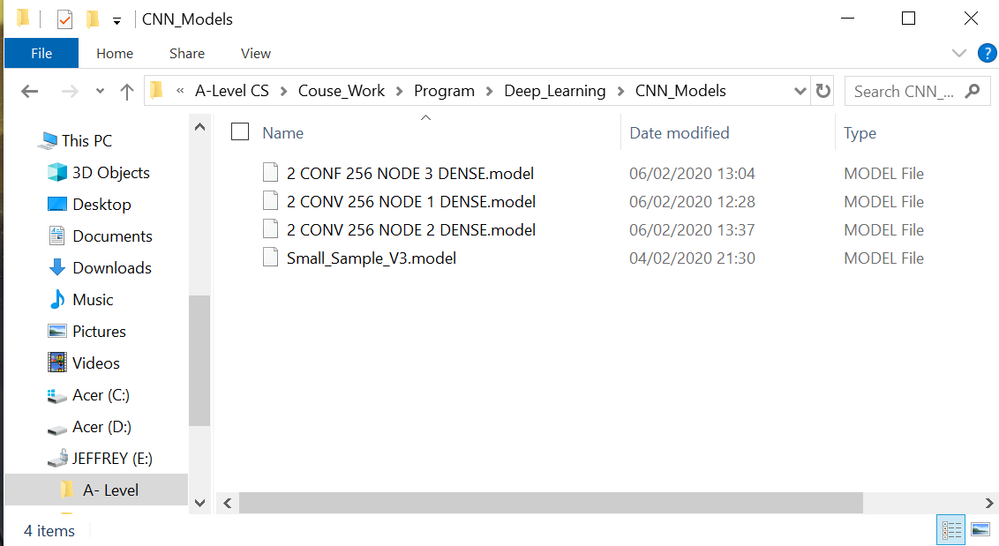 CNN_Models
File Home Share View
« A-Level CS > Couse_Work > Program > Deep_Learning > CNN_Models
Search CNN_...
This PC
3D Objects
Desktop
Documents
Downloads
Music
Pictures
Videos
Acer (C:)
Acer (D:)
JEFFREY (E:)
A- Level
Name Date modified Type
2 CONF 256 NODE 3 DENSE.model 06/02/2020 13:04 MODEL File
2 CONV 256 NODE 1 DENSE.model 06/02/2020 12:28 MODEL File
2 CONV 256 NODE 2 DENSE.model 06/02/2020 13:37 MODEL File
Small_Sample_V3.model 04/02/2020 21:30 MODEL File
4 items